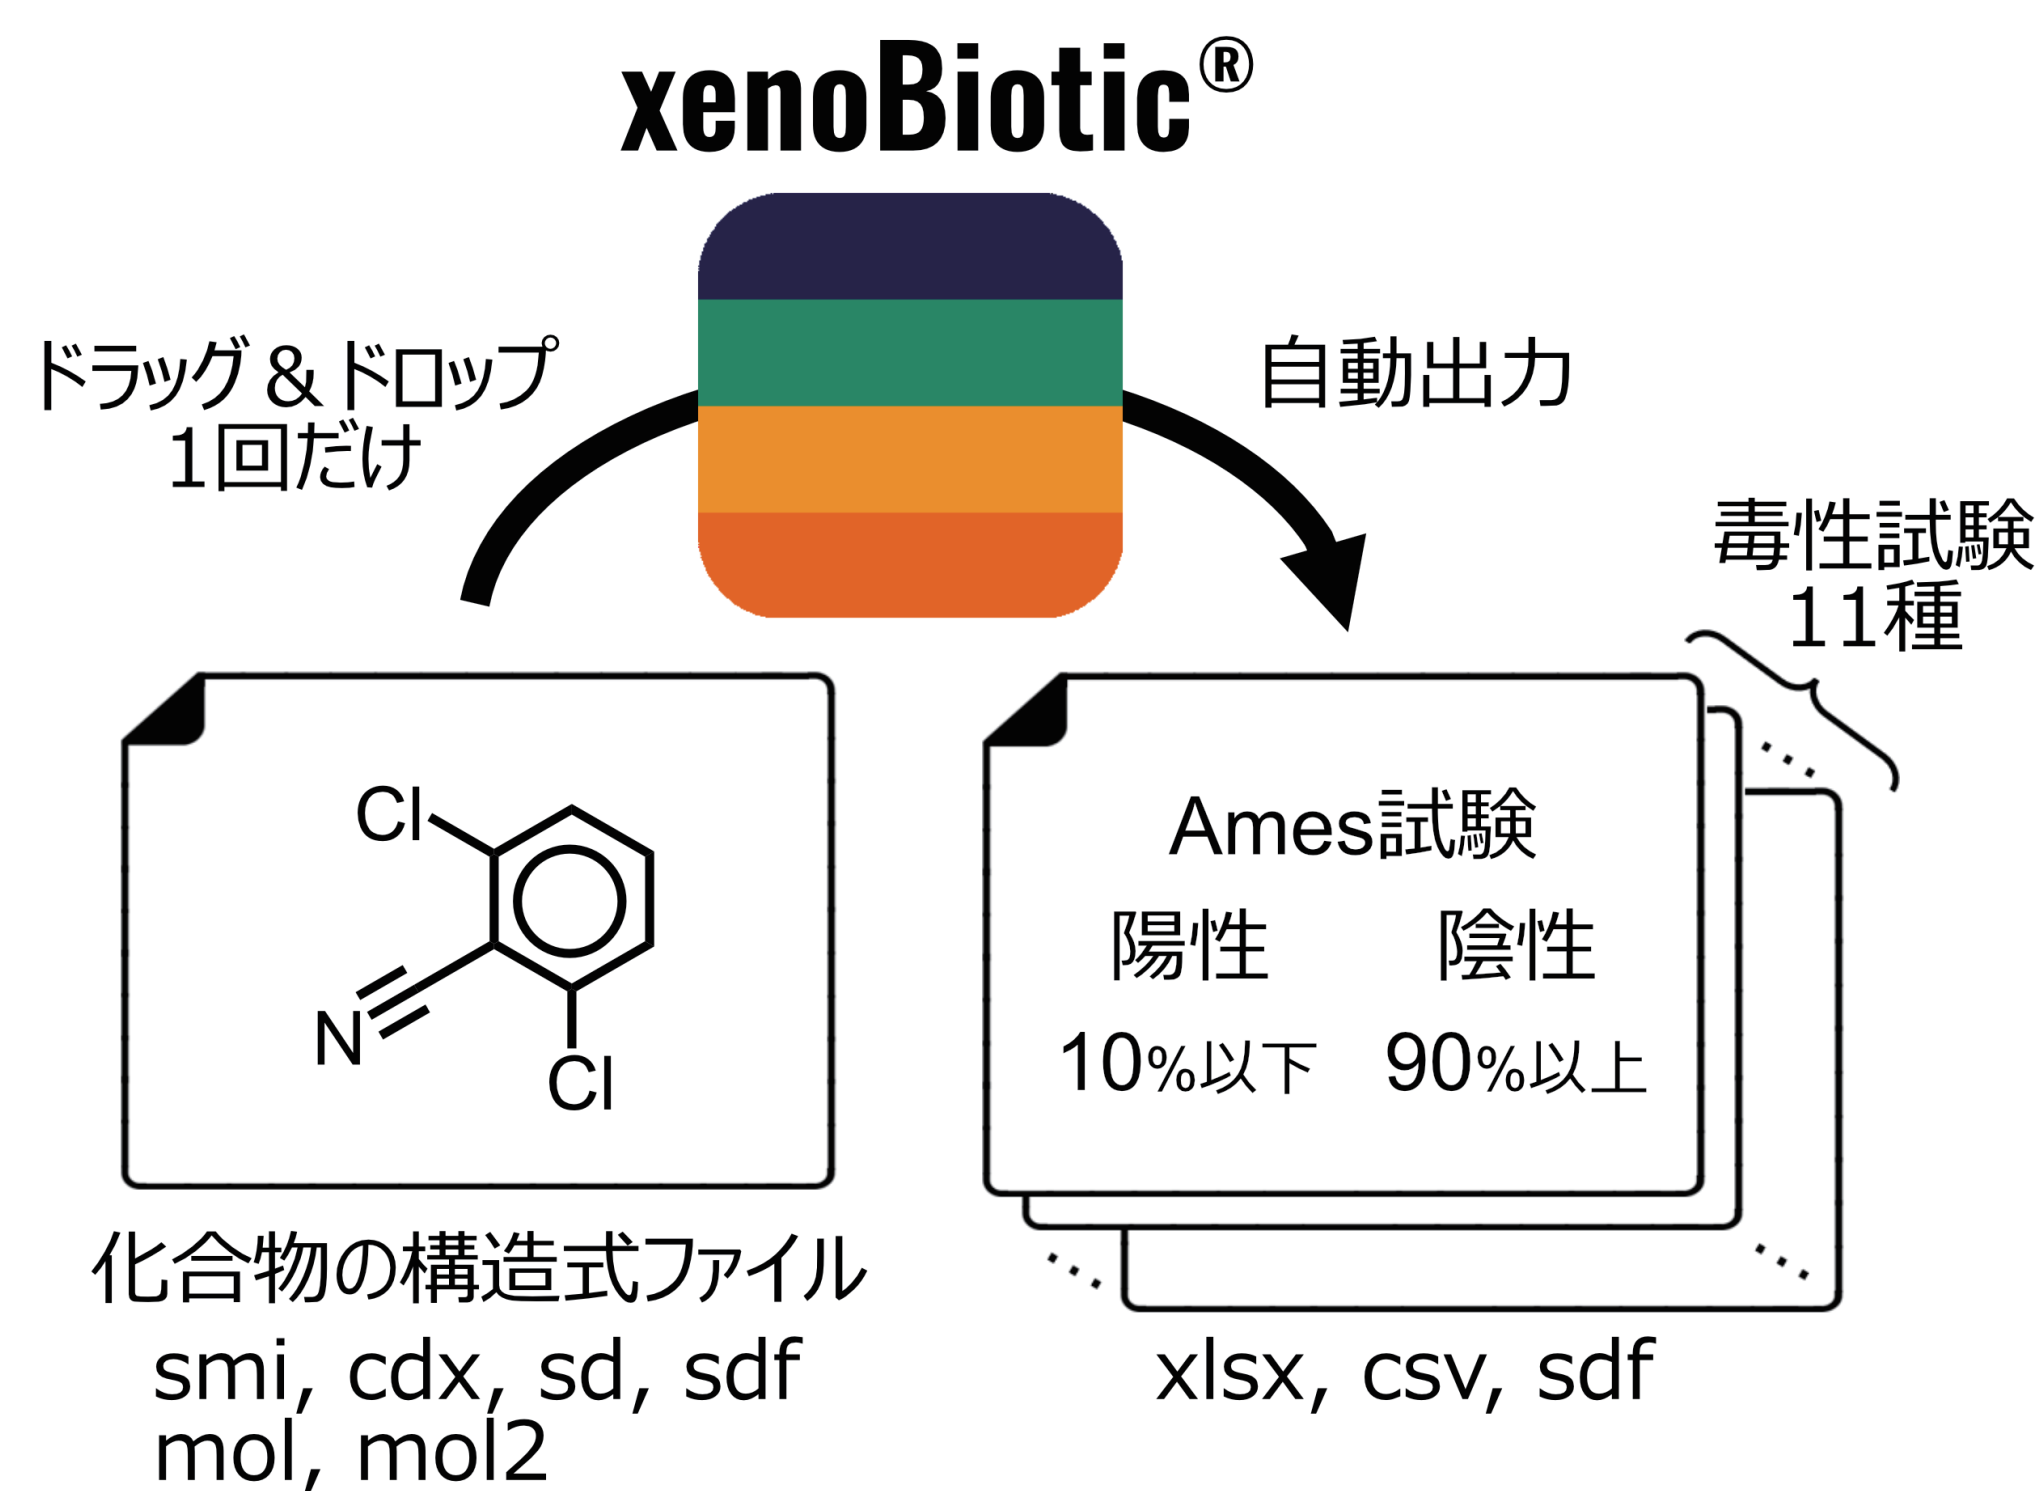 xenoBiotic®
ドラッグ&ドロップ
1回だけ
自動出力
毒性試験
11種
Cl
N
Cl
Ames試験
陽性 陰性
10%以下 90%以上
化合物の構造式ファイル
smi, cdx, sd, sdf
mol, mol2
xlsx, csv, sdf